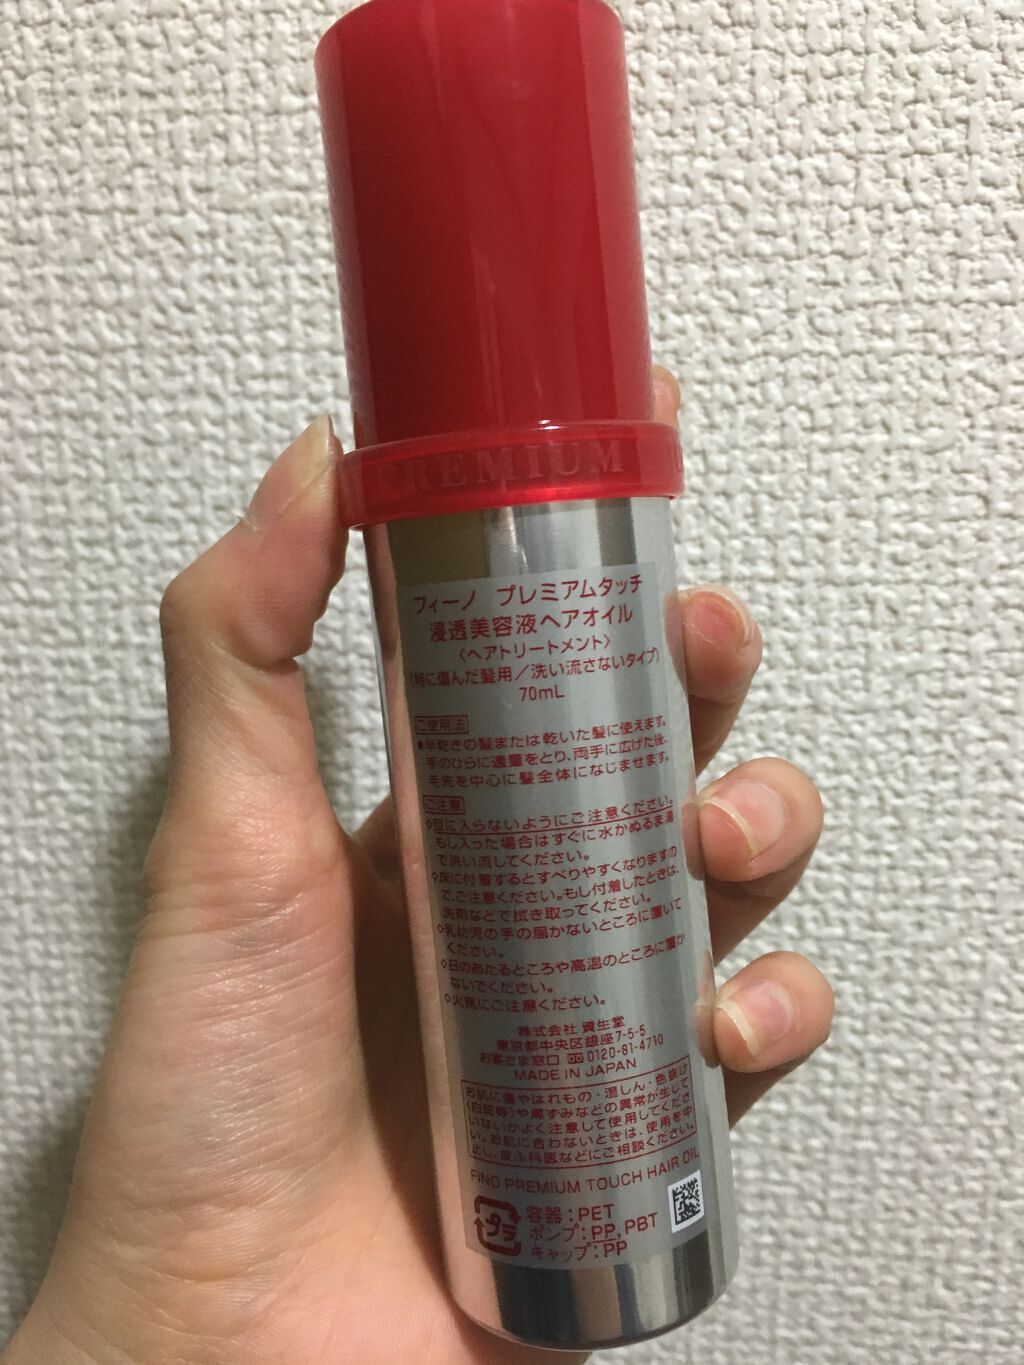 PREMIUM
フィーノ プレミアムタッチ
浸透美容液ヘアオイル
〈ヘアトリートメント〉
(特に傷んだ髪用/洗い流さないタイプ)
70mL
ご使用法
●半乾きの髪または乾いた髪に使えます。
手のひらに適量をとり、両手に広げた後、
毛先を中心に髪全体になじませます。
ご注意
◇目に入らないようにご注意ください。
もし入った場合はすぐに水かぬるま湯
で洗い流してください。
◇床に付着するとすべりやすくなりますの
で、ご注意ください。もし付着したときは、
洗剤などで拭き取ってください。
◇乳幼児の手の届かないところに置いて
ください。
◇日のあたるところや高温のところに置か
ないでください。
◇火気にご注意ください。
株式会社 資生堂
東京都中央区銀座7-5-5
お客さま窓口 0120-81-4710
MADE IN JAPAN
お肌に傷やはれもの・湿しん・色抜け
(白斑等)や黒ずみなどの異常が生じて
いないかよく注意して使用してくださ
い。お肌に合わないときは、使用を中
止し、皮ふ科医などにご相談ください。
FINO PREMIUM TOUCH HAIR OIL
プラ 容器:PET
ポンプ:PP,PBT
キャップ:PP